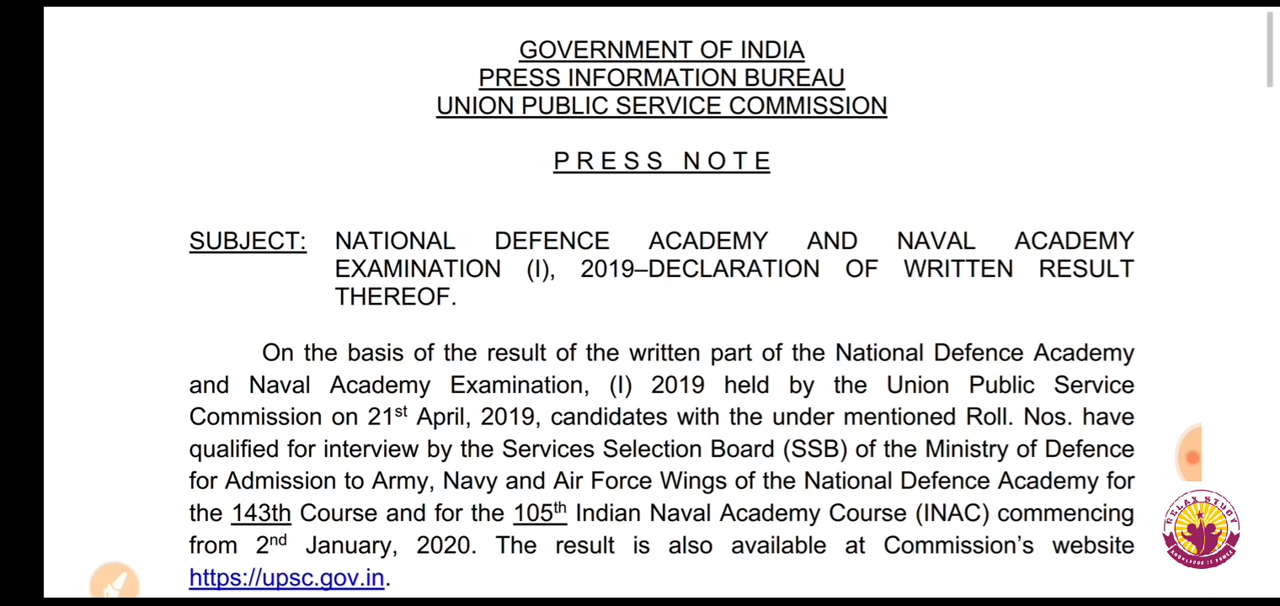 GOVERNMENT OF INDIA
PRESS INFORMATION BUREAU
UNION PUBLIC SERVICE COMMISSION
PRESS NOTE
SUBJECT: NATIONAL DEFENCE ACADEMY AND NAVAL ACADEMY
EXAMINATION (I), 2019–DECLARATION OF WRITTEN RESULT
THEREOF.
On the basis of the result of the written part of the National Defence Academy
and Naval Academy Examination, (I) 2019 held by the Union Public Service
Commission on 21st April, 2019, candidates with the under mentioned Roll. Nos. have
qualified for interview by the Services Selection Board (SSB) of the Ministry of Defence
for Admission to Army, Navy and Air Force Wings of the National Defence Academy for
the 143th Course and for the 105th Indian Naval Academy Course (INAC) commencing
from 2nd January, 2020. The result is also available at Commission's website
https://upsc.gov.in.
RELAX STUDY
KNOWLEDGE IS POWER